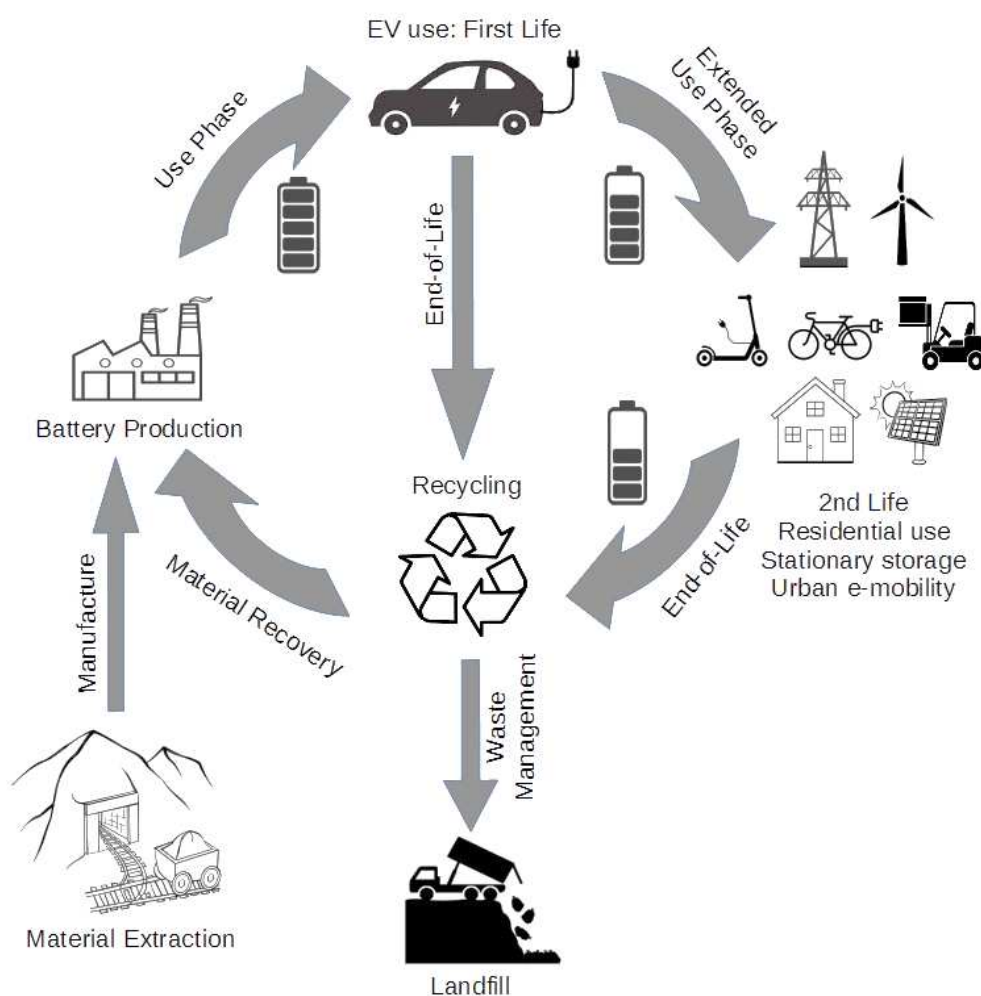 EV use: First Life
Use Phase
Extended
Use Phase
End-of-Life
Battery Production
Recycling
2nd Life
Residential use
Stationary storage
Urban e-mobility
End-of-Life
Material Recovery
Manufacture
Waste
Management
Material Extraction
Landfill